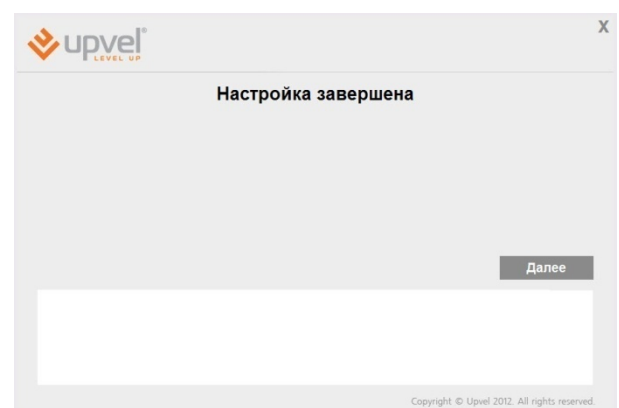 X
upvel®
LEVEL UP
Настройка завершена
Далее
Copyright © Upvel 2012. All rights reserved.